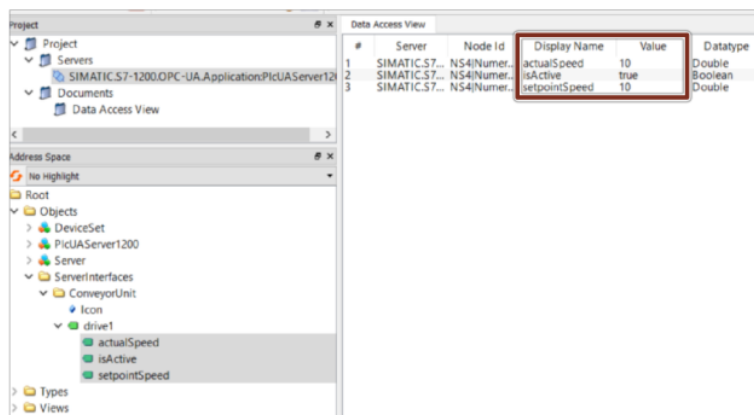 Project
Project
Servers
SIMATIC.S7-1200.OPC-UA.Application:PlcUAServer12
Documents
Data Access View
Address Space
No Highlight
Root
Objects
DeviceSet
PlcUAServer1200
Server
ServerInterfaces
ConveyorUnit
Icon
drive1
actualSpeed
isActive
setpointSpeed
Types
Views
Data Access View
# Server Node Id Display Name Value Datatype
1 SIMATIC.S7... NS4|Numer... actualSpeed 10 Double
2 SIMATIC.S7... NS4|Numer... isActive true Boolean
3 SIMATIC.S7... NS4|Numer... setpointSpeed 10 Double